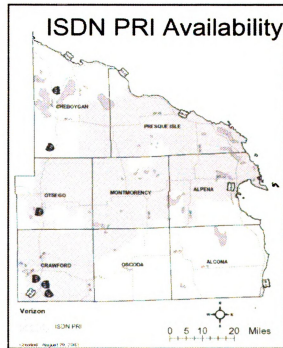 ISDN PRI Availability
CHEBOYGAN
PRESQUE ISLE
OTSEGO
MONTMORENCY
ALPENA
CRAWFORD
OSCODA
ALCONA
Verizon
ISDN PRI
0 5 10 20 Miles